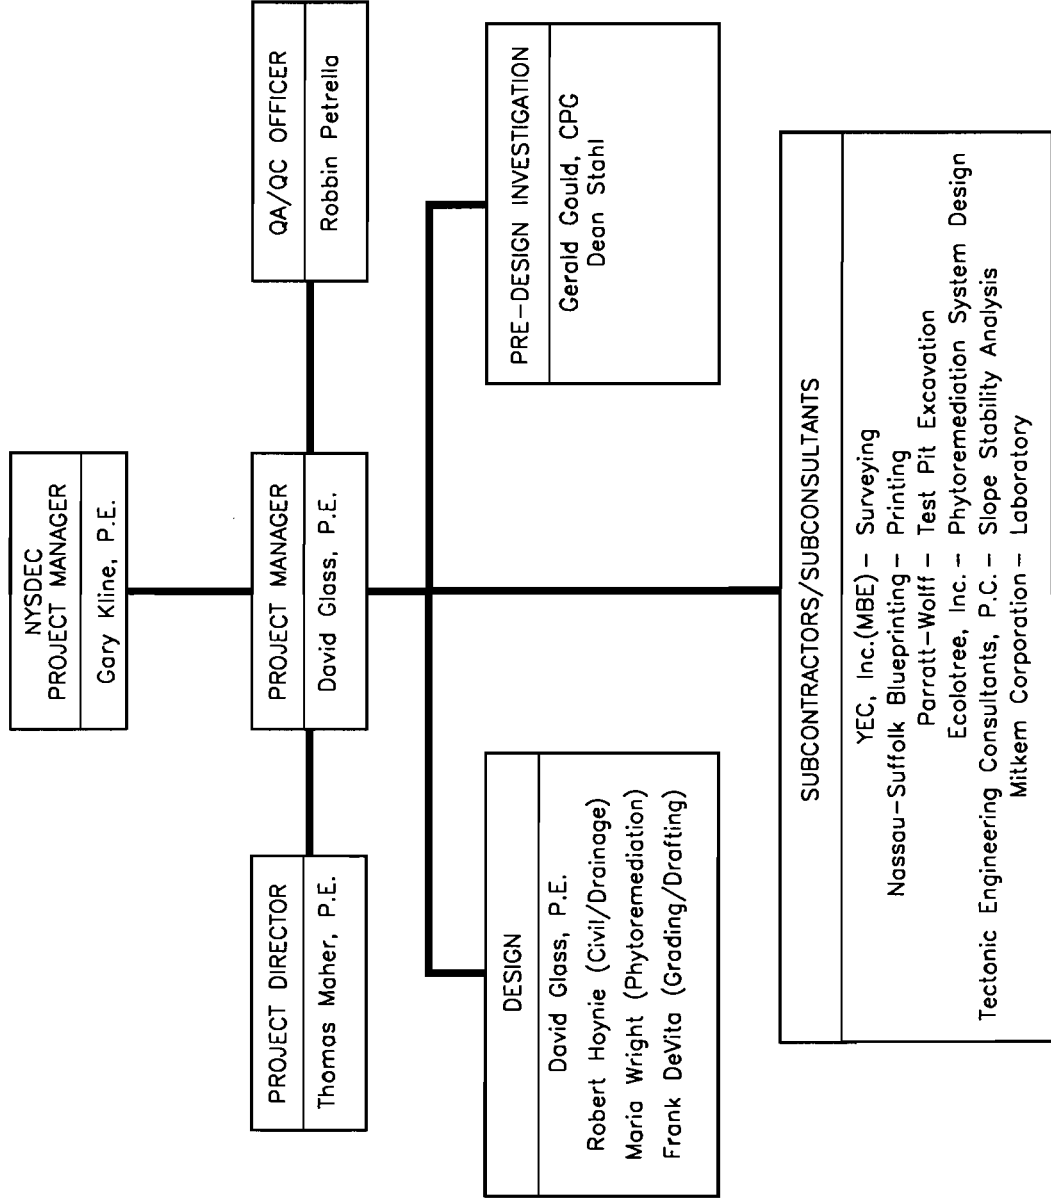 NYSDEC
PROJECT MANAGER
Gary Kline, P.E.
PROJECT DIRECTOR
Thomas Maher, P.E.
PROJECT MANAGER
David Glass, P.E.
QA/QC OFFICER
Robbin Petrella
DESIGN
David Glass, P.E.
Robert Hoynie (Civil/Drainage)
Maria Wright (Phytoremediation)
Frank DeVita (Grading/Drafting)
PRE-DESIGN INVESTIGATION
Gerald Gould, CPG
Dean Stahl
SUBCONTRACTORS/SUBCONSULTANTS
YEC, Inc.(MBE) - Surveying
Nassau-Suffolk Blueprinting - Printing
Parratt-Wolff - Test Pit Excavation
Ecolotree, Inc. - Phytoremediation System Design
Tectonic Engineering Consultants, P.C. - Slope Stability Analysis
Mitkem Corporation - Laboratory